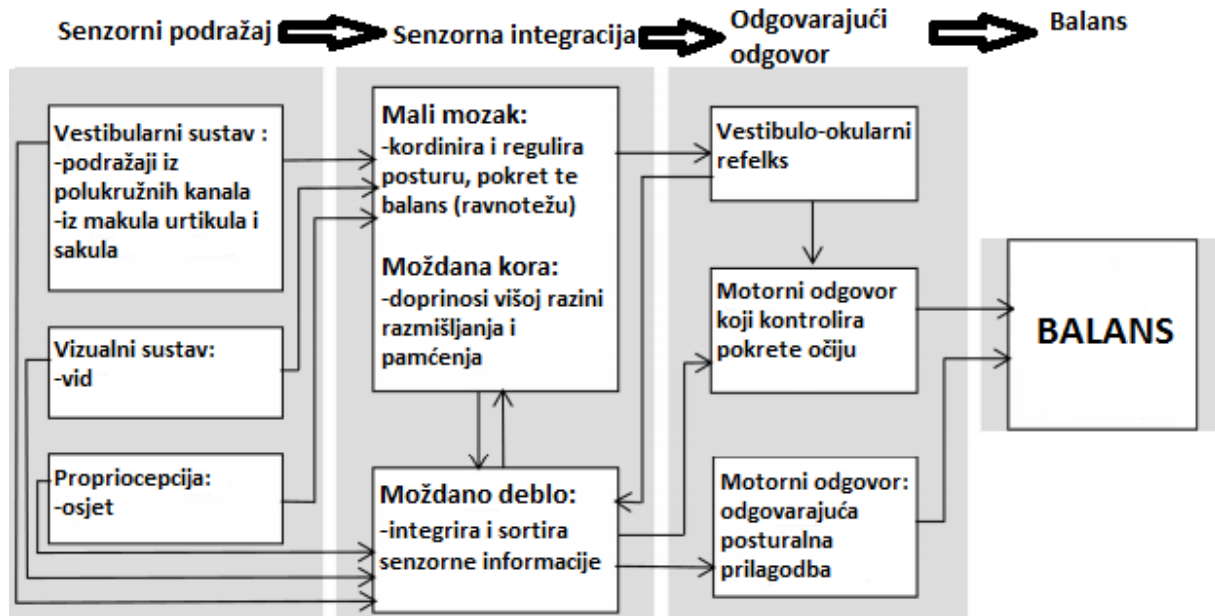 Senzorni podražaj
Senzorna integracija
Odgovarajući
odgovor
Balans
Vestibularni sustav :
-podražaji iz
polukružnih kanala
-iz makula urtikula i
sakula
Vizualni sustav:
-vid
Propriocepcija:
-osjet
Mali mozak:
-kordinira i regulira
posturu, pokret te
balans (ravnotežu)
Moždana kora:
-doprinosi višoj razini
razmišljanja i
pamćenja
Moždano deblo:
-integrira i sortira
senzorne informacije
Vestibulo-okularni
refelks
Motorni odgovor
koji kontrolira
pokrete očiju
Motorni odgovor:
odgovarajuća
posturalna
prilagodba
BALANS